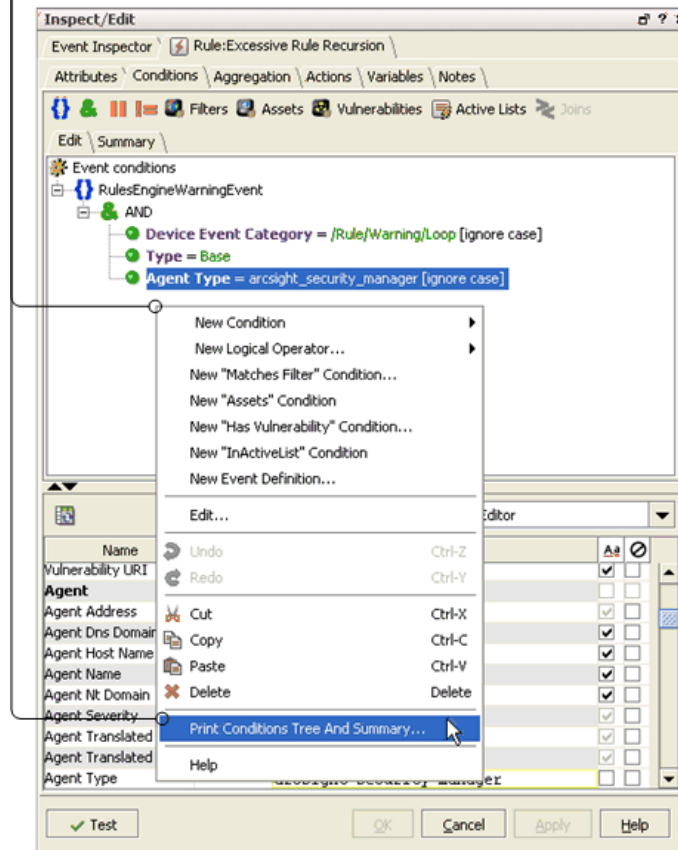 Inspect/Edit
Event Inspector Rule:Excessive Rule Recursion
Attributes Conditions Aggregation Actions Variables Notes
Filters Assets Vulnerabilities Active Lists Joins
Edit Summary
Event conditions
RulesEngineWarningEvent
AND
Device Event Category = /Rule/Warning/Loop [ignore case]
Type = Base
Agent Type = arcsight_security_manager [ignore case]
New Condition
New Logical Operator...
New "Matches Filter" Condition...
New "Assets" Condition
New "Has Vulnerability" Condition...
New "InActiveList" Condition
New Event Definition...
Edit...
Editor
Undo Ctrl-Z
Redo Ctrl-Y
Cut Ctrl-X
Copy Ctrl-C
Paste Ctrl-V
Delete Delete
Print Conditions Tree And Summary...
Help
Name Aa
Vulnerability URI
Agent
Agent Address
Agent Dns Domain
Agent Host Name
Agent Name
Agent Nt Domain
Agent Severity
Agent Translated
Agent Translated
Agent Type
Test OK Cancel Apply Help